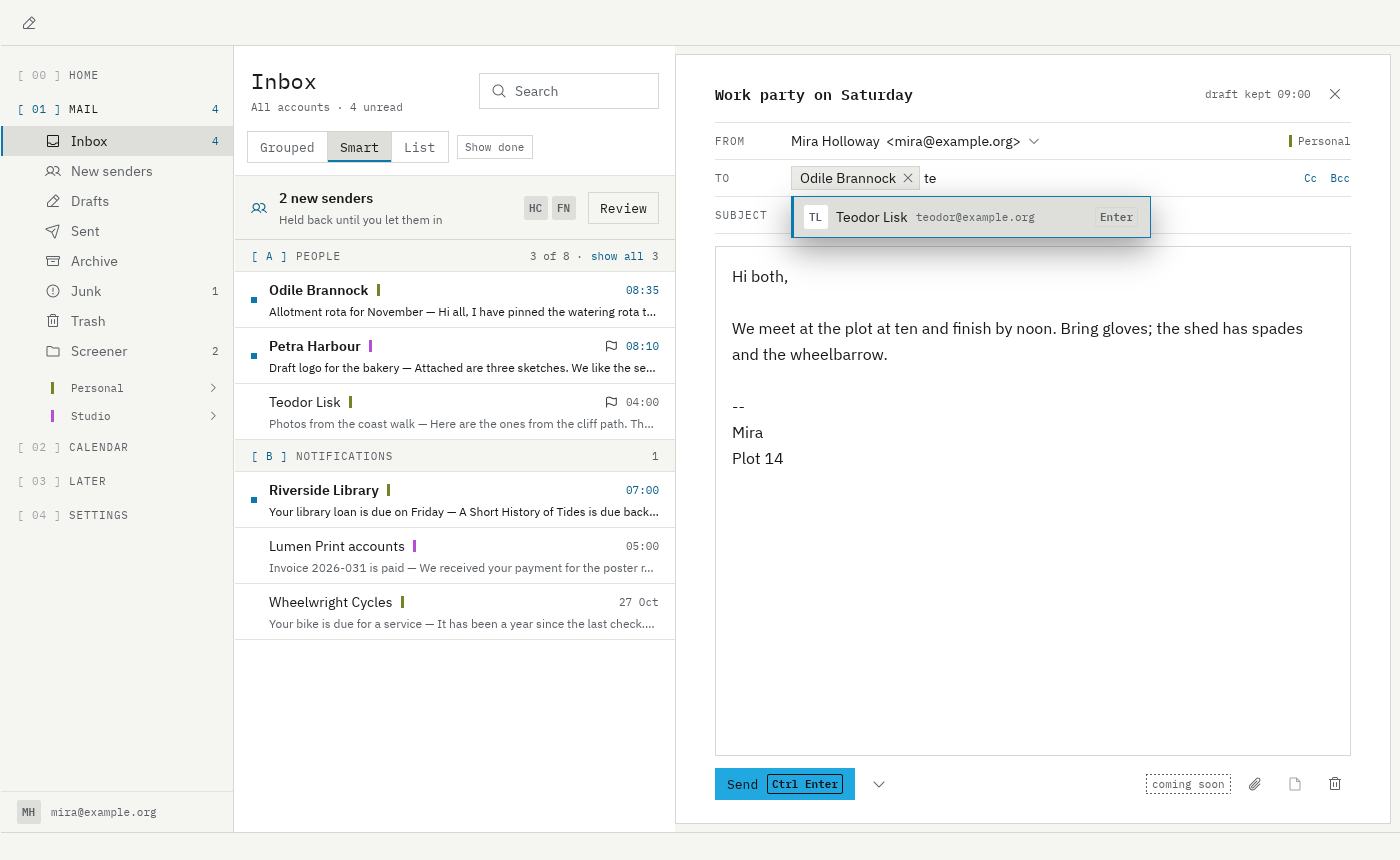 [ 00 ] HOME
[ 01 ] MAIL 4
Inbox 4
New senders
Drafts
Sent
Archive
Junk 1
Trash
Screener 2
Personal
Studio
[ 02 ] CALENDAR
[ 03 ] LATER
[ 04 ] SETTINGS
MH mira@example.org
Inbox
All accounts · 4 unread
Search
Grouped Smart List Show done
2 new senders
Held back until you let them in
HC FN Review
[ A ] PEOPLE 3 of 8 · show all 3
Odile Brannock 08:35
Allotment rota for November — Hi all, I have pinned the watering rota t…
Petra Harbour 08:10
Draft logo for the bakery — Attached are three sketches. We like the se…
Teodor Lisk 04:00
Photos from the coast walk — Here are the ones from the cliff path. Th…
[ B ] NOTIFICATIONS 1
Riverside Library 07:00
Your library loan is due on Friday — A Short History of Tides is due back…
Lumen Print accounts 05:00
Invoice 2026-031 is paid — We received your payment for the poster r…
Wheelwright Cycles 27 Oct
Your bike is due for a service — It has been a year since the last check.…
Work party on Saturday draft kept 09:00
FROM Mira Holloway <mira@example.org> Personal
TO Odile Brannock te Cc Bcc
SUBJECT
TL Teodor Lisk teodor@example.org Enter
Hi both,
We meet at the plot at ten and finish by noon. Bring gloves; the shed has spades
and the wheelbarrow.
--
Mira
Plot 14
Send Ctrl Enter coming soon